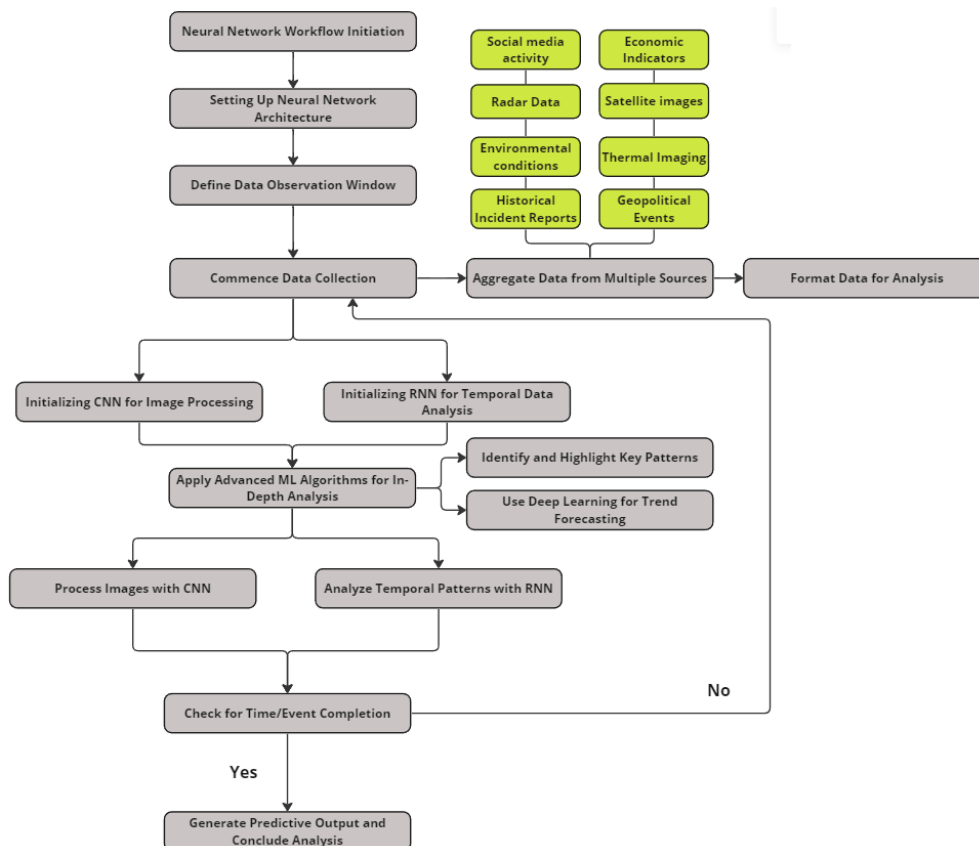 Neural Network Workflow Initiation
Social media
activity
Economic
Indicators
Setting Up Neural Network
Architecture
Radar Data
Satellite images
Environmental
conditions
Thermal Imaging
Define Data Observation Window
Historical
Incident Reports
Geopolitical
Events
Commence Data Collection
Aggregate Data from Multiple Sources
Format Data for Analysis
Initializing CNN for Image Processing
Initializing RNN for Temporal Data
Analysis
Identify and Highlight Key Patterns
Apply Advanced ML Algorithms for In-
Depth Analysis
Use Deep Learning for Trend
Forecasting
Process Images with CNN
Analyze Temporal Patterns with RNN
No
Check for Time/Event Completion
Yes
Generate Predictive Output and
Conclude Analysis